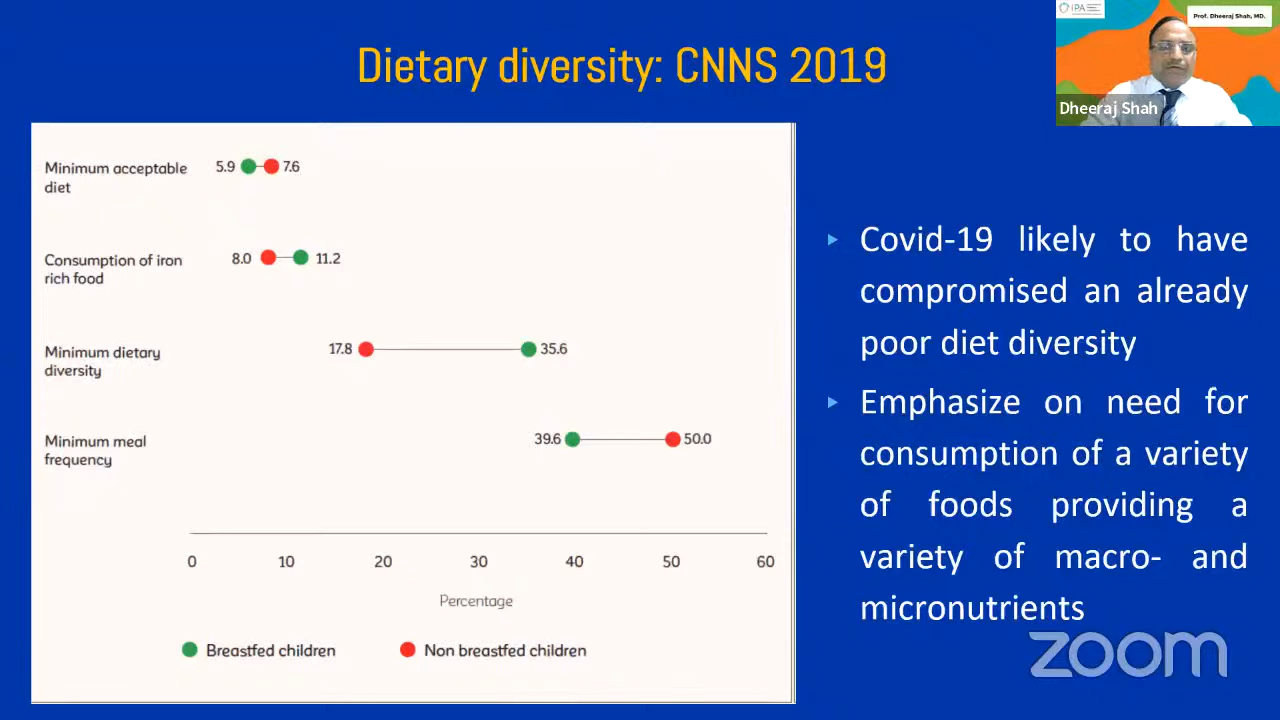 Dietary diversity: CNNS 2019
iPA
Prof. Dheeraj Shah, MD.
Dheeraj Shah
Minimum acceptable
diet
5.9
7.6
Consumption of iron
rich food
8.0
11.2
Minimum dietary
diversity
17.8
35.6
Minimum meal
frequency
39.6
50.0
0 10 20 30 40 50 60
Percentage
Breastfed children
Non breastfed children
Covid-19 likely to have
compromised an already
poor diet diversity
Emphasize on need for
consumption of a variety
of foods providing a
variety of macro- and
micronutrients
zoom